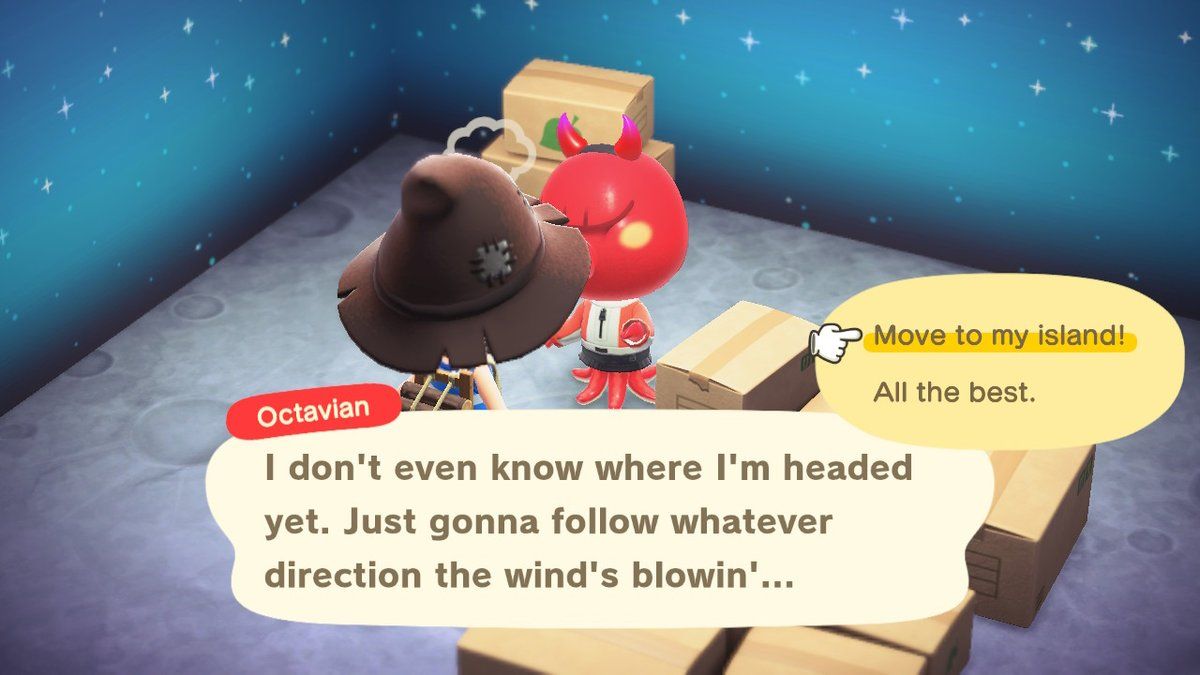 Move to my island!
All the best.
Octavian
I don't even know where I'm headed
yet. Just gonna follow whatever
direction the wind's blowin'...